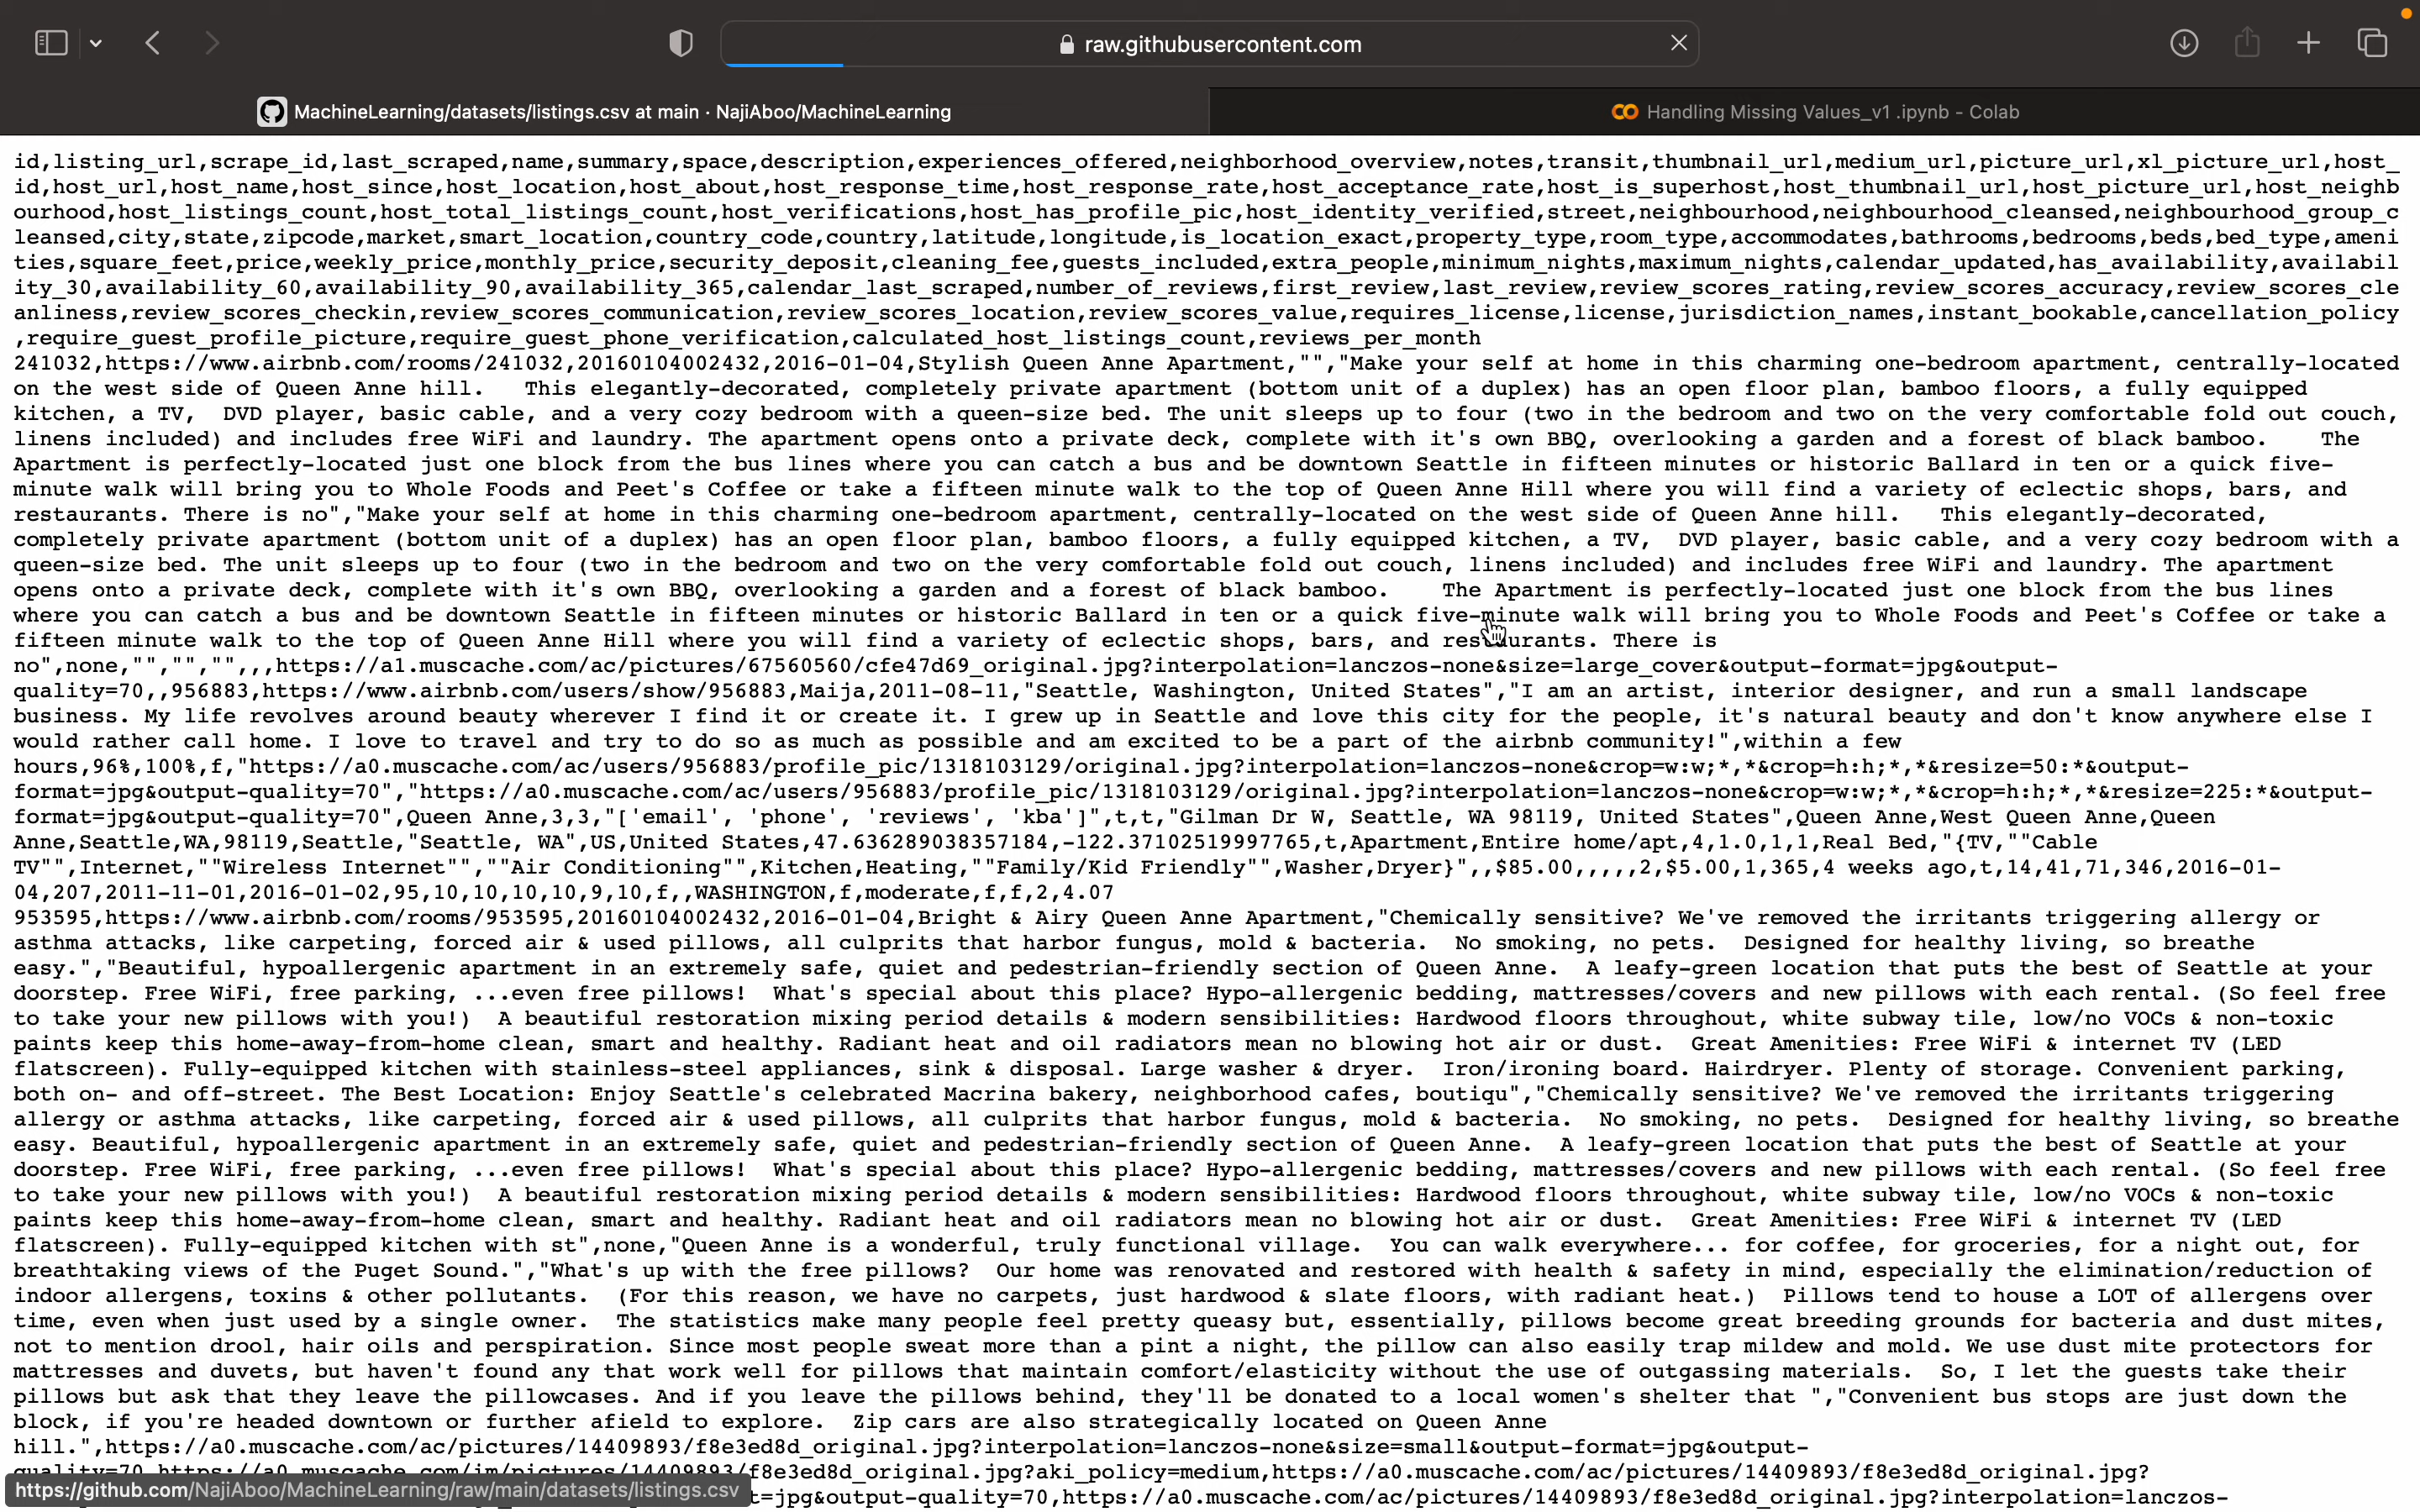 raw.githubusercontent.com
MachineLearning/datasets/listings.csv at main · NajiAboo/MachineLearning
Handling Missing Values_v1 .ipynb - Colab
id,listing_url,scrape_id,last_scraped,name,summary,space,description,experiences_offered,neighborhood_overview,notes,transit,thumbnail_url,medium_url,picture_url,xl_picture_url,host_
id,host_url,host_name,host_since,host_location,host_about,host_response_time,host_response_rate,host_acceptance_rate,host_is_superhost,host_thumbnail_url,host_picture_url,host_neighb
ourhood,host_listings_count,host_total_listings_count,host_verifications,host_has_profile_pic,host_identity_verified,street,neighbourhood,neighbourhood_cleansed,neighbourhood_group_c
leansed,city,state,zipcode,market,smart_location,country_code,country,latitude,longitude,is_location_exact,property_type,room_type,accommodates,bathrooms,bedrooms,beds,bed_type,ameni
ties,square_feet,price,weekly_price,monthly_price,security_deposit,cleaning_fee,guests_included,extra_people,minimum_nights,maximum_nights,calendar_updated,has_availability,availabil
ity_30,availability_60,availability_90,availability_365,calendar_last_scraped,number_of_reviews,first_review,last_review,review_scores_rating,review_scores_accuracy,review_scores_cle
anliness,review_scores_checkin,review_scores_communication,review_scores_location,review_scores_value,requires_license,license,jurisdiction_names,instant_bookable,cancellation_policy
,require_guest_profile_picture,require_guest_phone_verification,calculated_host_listings_count,reviews_per_month
241032,https://www.airbnb.com/rooms/241032,20160104002432,2016-01-04,Stylish Queen Anne Apartment,"","Make your self at home in this charming one-bedroom apartment, centrally-located
on the west side of Queen Anne hill.   This elegantly-decorated, completely private apartment (bottom unit of a duplex) has an open floor plan, bamboo floors, a fully equipped
kitchen, a TV,  DVD player, basic cable, and a very cozy bedroom with a queen-size bed. The unit sleeps up to four (two in the bedroom and two on the very comfortable fold out couch,
linens included) and includes free WiFi and laundry. The apartment opens onto a private deck, complete with it's own BBQ, overlooking a garden and a forest of black bamboo.    The
Apartment is perfectly-located just one block from the bus lines where you can catch a bus and be downtown Seattle in fifteen minutes or historic Ballard in ten or a quick five-
minute walk will bring you to Whole Foods and Peet's Coffee or take a fifteen minute walk to the top of Queen Anne Hill where you will find a variety of eclectic shops, bars, and
restaurants. There is no","Make your self at home in this charming one-bedroom apartment, centrally-located on the west side of Queen Anne hill.   This elegantly-decorated,
completely private apartment (bottom unit of a duplex) has an open floor plan, bamboo floors, a fully equipped kitchen, a TV,  DVD player, basic cable, and a very cozy bedroom with a
queen-size bed. The unit sleeps up to four (two in the bedroom and two on the very comfortable fold out couch, linens included) and includes free WiFi and laundry. The apartment
opens onto a private deck, complete with it's own BBQ, overlooking a garden and a forest of black bamboo.    The Apartment is perfectly-located just one block from the bus lines
where you can catch a bus and be downtown Seattle in fifteen minutes or historic Ballard in ten or a quick five-minute walk will bring you to Whole Foods and Peet's Coffee or take a
fifteen minute walk to the top of Queen Anne Hill where you will find a variety of eclectic shops, bars, and restaurants. There is
no",none,"","","",,,https://a1.muscache.com/ac/pictures/67560560/cfe47d69_original.jpg?interpolation=lanczos-none&size=large_cover&output-format=jpg&output-
quality=70,,956883,https://www.airbnb.com/users/show/956883,Maija,2011-08-11,"Seattle, Washington, United States","I am an artist, interior designer, and run a small landscape
business. My life revolves around beauty wherever I find it or create it. I grew up in Seattle and love this city for the people, it's natural beauty and don't know anywhere else I
would rather call home. I love to travel and try to do so as much as possible and am excited to be a part of the airbnb community!",within a few
hours,96%,100%,f,"https://a0.muscache.com/ac/users/956883/profile_pic/1318103129/original.jpg?interpolation=lanczos-none&crop=w:w;*,*&crop=h:h;*,*&resize=50:*&output-
format=jpg&output-quality=70","https://a0.muscache.com/ac/users/956883/profile_pic/1318103129/original.jpg?interpolation=lanczos-none&crop=w:w;*,*&crop=h:h;*,*&resize=225:*&output-
format=jpg&output-quality=70",Queen Anne,3,3,"['email', 'phone', 'reviews', 'kba']",t,t,"Gilman Dr W, Seattle, WA 98119, United States",Queen Anne,West Queen Anne,Queen
Anne,Seattle,WA,98119,Seattle,"Seattle, WA",US,United States,47.636289038357184,-122.37102519997765,t,Apartment,Entire home/apt,4,1.0,1,1,Real Bed,"{TV,""Cable
TV"",Internet,""Wireless Internet"",""Air Conditioning"",Kitchen,Heating,""Family/Kid Friendly"",Washer,Dryer}",,$85.00,,,,,2,$5.00,1,365,4 weeks ago,t,14,41,71,346,2016-01-
04,207,2011-11-01,2016-01-02,95,10,10,10,10,9,10,f,,WASHINGTON,f,moderate,f,f,2,4.07
953595,https://www.airbnb.com/rooms/953595,20160104002432,2016-01-04,Bright & Airy Queen Anne Apartment,"Chemically sensitive? We've removed the irritants triggering allergy or
asthma attacks, like carpeting, forced air & used pillows, all culprits that harbor fungus, mold & bacteria.  No smoking, no pets.  Designed for healthy living, so breathe
easy.","Beautiful, hypoallergenic apartment in an extremely safe, quiet and pedestrian-friendly section of Queen Anne.  A leafy-green location that puts the best of Seattle at your
doorstep. Free WiFi, free parking, ...even free pillows!  What's special about this place? Hypo-allergenic bedding, mattresses/covers and new pillows with each rental. (So feel free
to take your new pillows with you!)  A beautiful restoration mixing period details & modern sensibilities: Hardwood floors throughout, white subway tile, low/no VOCs & non-toxic
paints keep this home-away-from-home clean, smart and healthy. Radiant heat and oil radiators mean no blowing hot air or dust.  Great Amenities: Free WiFi & internet TV (LED
flatscreen). Fully-equipped kitchen with stainless-steel appliances, sink & disposal. Large washer & dryer.  Iron/ironing board. Hairdryer. Plenty of storage. Convenient parking,
both on- and off-street. The Best Location: Enjoy Seattle's celebrated Macrina bakery, neighborhood cafes, boutiqu","Chemically sensitive? We've removed the irritants triggering
allergy or asthma attacks, like carpeting, forced air & used pillows, all culprits that harbor fungus, mold & bacteria.  No smoking, no pets.  Designed for healthy living, so breathe
easy. Beautiful, hypoallergenic apartment in an extremely safe, quiet and pedestrian-friendly section of Queen Anne.  A leafy-green location that puts the best of Seattle at your
doorstep. Free WiFi, free parking, ...even free pillows!  What's special about this place? Hypo-allergenic bedding, mattresses/covers and new pillows with each rental. (So feel free
to take your new pillows with you!)  A beautiful restoration mixing period details & modern sensibilities: Hardwood floors throughout, white subway tile, low/no VOCs & non-toxic
paints keep this home-away-from-home clean, smart and healthy. Radiant heat and oil radiators mean no blowing hot air or dust.  Great Amenities: Free WiFi & internet TV (LED
flatscreen). Fully-equipped kitchen with st",none,"Queen Anne is a wonderful, truly functional village.  You can walk everywhere... for coffee, for groceries, for a night out, for
breathtaking views of the Puget Sound.","What's up with the free pillows?  Our home was renovated and restored with health & safety in mind, especially the elimination/reduction of
indoor allergens, toxins & other pollutants.  (For this reason, we have no carpets, just hardwood & slate floors, with radiant heat.)  Pillows tend to house a LOT of allergens over
time, even when just used by a single owner.  The statistics make many people feel pretty queasy but, essentially, pillows become great breeding grounds for bacteria and dust mites,
not to mention drool, hair oils and perspiration. Since most people sweat more than a pint a night, the pillow can also easily trap mildew and mold. We use dust mite protectors for
mattresses and duvets, but haven't found any that work well for pillows that maintain comfort/elasticity without the use of outgassing materials.  So, I let the guests take their
pillows but ask that they leave the pillowcases. And if you leave the pillows behind, they'll be donated to a local women's shelter that ","Convenient bus stops are just down the
block, if you're headed downtown or further afield to explore.  Zip cars are also strategically located on Queen Anne
hill.",https://a0.muscache.com/ac/pictures/14409893/f8e3ed8d_original.jpg?interpolation=lanczos-none&size=small&output-format=jpg&output-
quality=70,https://a0.muscache.com/im/pictures/14409893/f8e3ed8d_original.jpg?aki_policy=medium,https://a0.muscache.com/ac/pictures/14409893/f8e3ed8d_original.jpg?
https://github.com/NajiAboo/MachineLearning/raw/main/datasets/listings.csv
t=jpg&output-quality=70,https://a0.muscache.com/ac/pictures/14409893/f8e3ed8d_original.jpg?interpolation=lanczos-